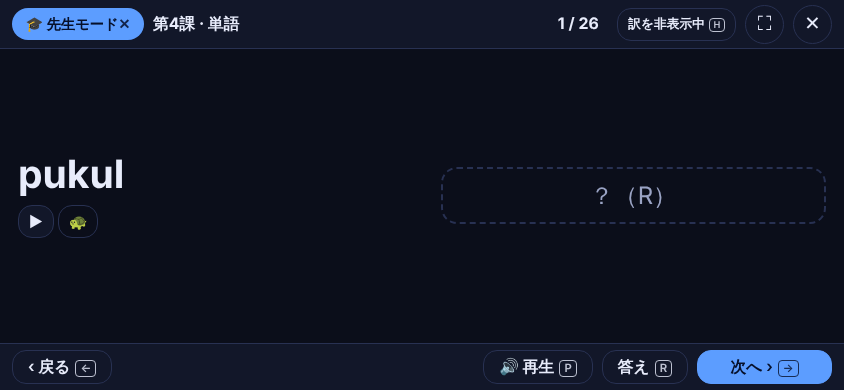 🎓 先生モード✕ 第4課 · 単語 1 / 26 訳を非表示中 H ✕
pukul
？（R）
‹ 戻る ← 🔊 再生 P 答え R 次へ › →